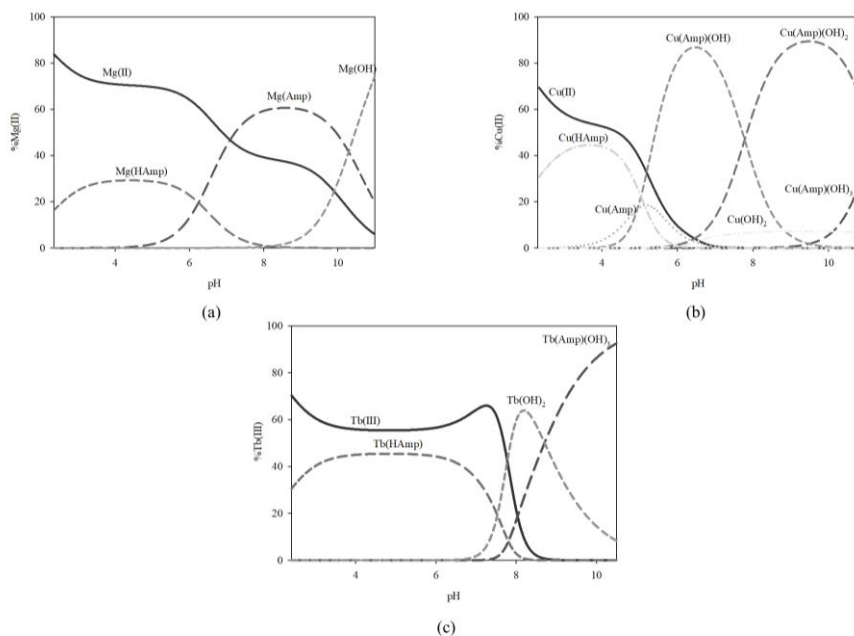 100
80
60
40
20
0
%Mg(II)
Mg(II)
Mg(HAmp)
Mg(Amp)
Mg(OH)
4
6
8
10
pH
(a)
100
80
60
40
20
0
%Cu(II)
Cu(II)
Cu(HAmp)
Cu(Amp)
Cu(Amp)(OH)
Cu(Amp)(OH)₂
Cu(Amp)(OH)₃
Cu(OH)₂
4
6
8
10
pH
(b)
100
80
60
40
20
0
%Tb(III)
Tb(III)
Tb(HAmp)
Tb(OH)₂
Tb(Amp)(OH)₃
4
6
8
10
pH
(c)